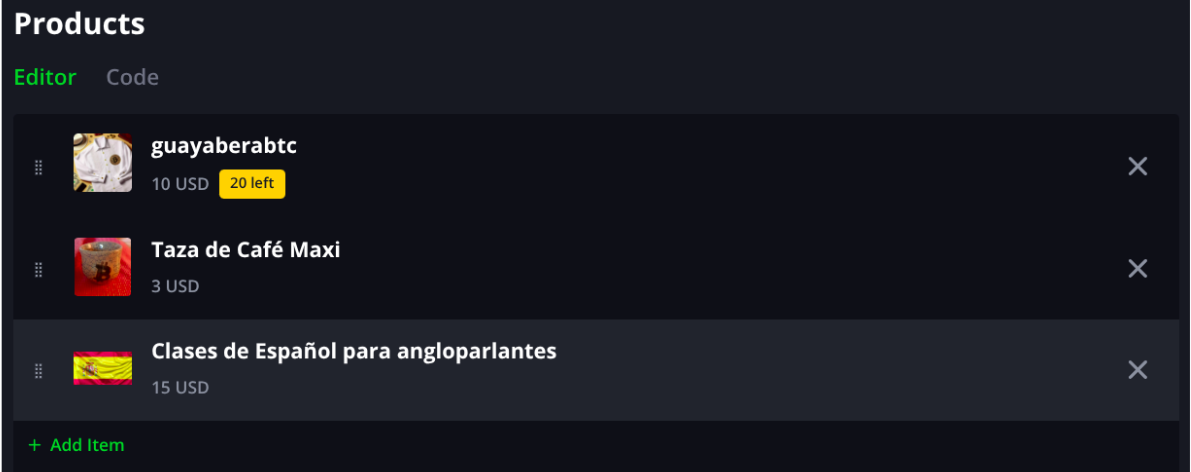 Products
Editor Code
guayaberabtc
10 USD 20 left
Taza de Café Maxi
3 USD
Clases de Español para angloparlantes
15 USD
+ Add Item